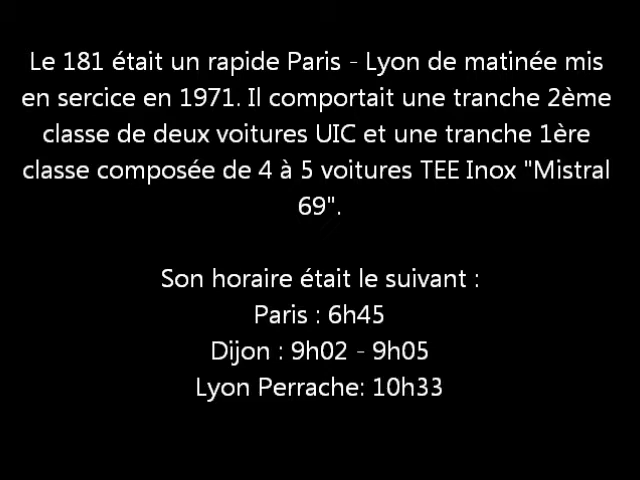 Le 181 était un rapide Paris - Lyon de matinée mis
en sercice en 1971. Il comportait une tranche 2ème
classe de deux voitures UIC et une tranche 1ère
classe composée de 4 à 5 voitures TEE Inox "Mistral
69".
Son horaire était le suivant :
Paris : 6h45
Dijon : 9h02 - 9h05
Lyon Perrache: 10h33